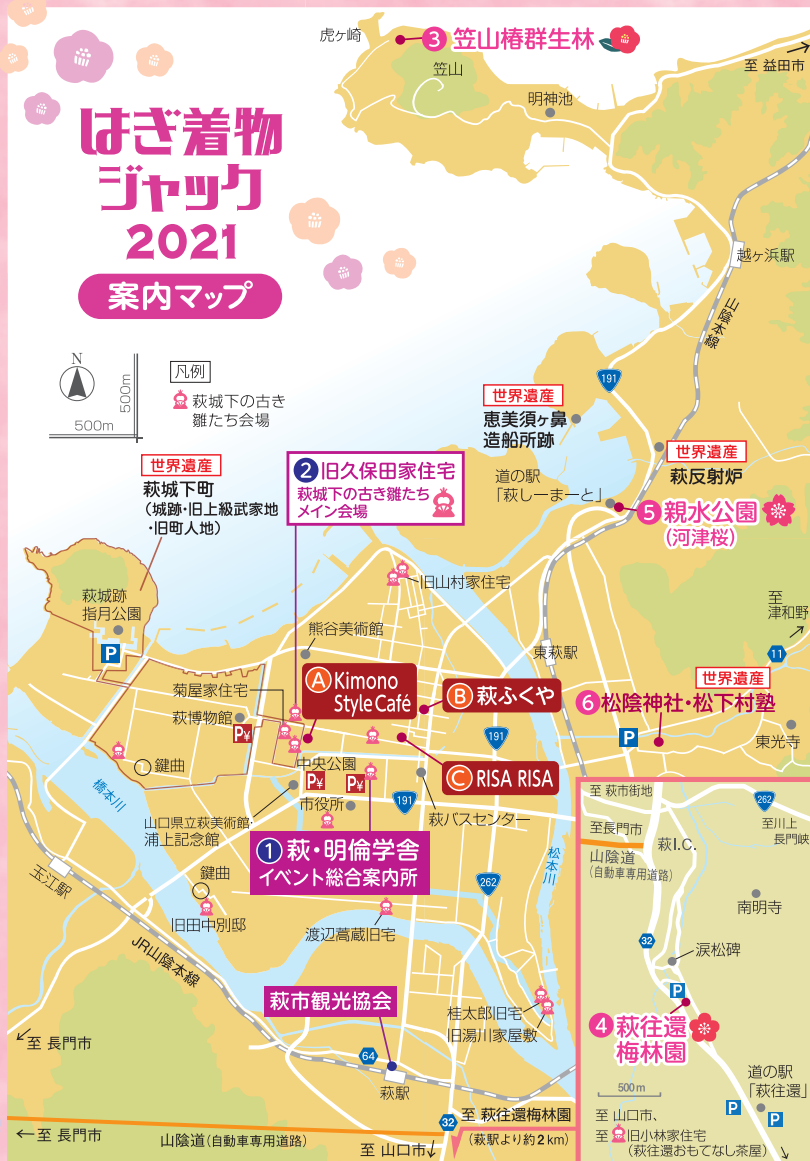 はぎ着物
ジャック
2021
案内マップ
虎ヶ崎
3 笠山椿群生林
笠山
明神池
至 益田市
越ヶ浜駅
山陰本線
N
500m
500m
凡例
萩城下の古き
雛たち会場
191
世界遺産
恵美須ヶ鼻
造船所跡
世界遺産
萩反射炉
道の駅
「萩しーまーと」
5 親水公園
(河津桜)
世界遺産
萩城下町
(城跡・旧上級武家地
・旧町人地)
2 旧久保田家住宅
萩城下の古き雛たち
メイン会場
萩城跡
指月公園
P
旧山村家住宅
熊谷美術館
東萩駅
至
津和野
11
菊屋家住宅
萩博物館
P¥
A Kimono
Style Café
B 萩ふくや
191
C RISA RISA
世界遺産
6 松陰神社・松下村塾
P
東光寺
鍵曲
橋本川
中央公園
P¥
P¥
市役所
191
萩バスセンター
山口県立萩美術館・
浦上記念館
1 萩・明倫学舎
イベント総合案内所
松本川
262
玉江駅
鍵曲
旧田中別邸
渡辺蒿蔵旧宅
JR山陰本線
萩市観光協会
桂太郎旧宅
旧湯川家屋敷
至 長門市
64
萩駅
32
至 萩往還梅林園
(萩駅より約2km)
至 長門市
山陰道(自動車専用道路)
至 山口市
至 萩市街地
262
至長門市
山陰道
(自動車専用道路)
萩I.C.
至川上
長門峡
南明寺
32
涙松碑
P
4 萩往還
梅林園
500m
道の駅
「萩往還」
P
P
至 山口市、
至 旧小林家住宅
(萩往還おもてなし茶屋)